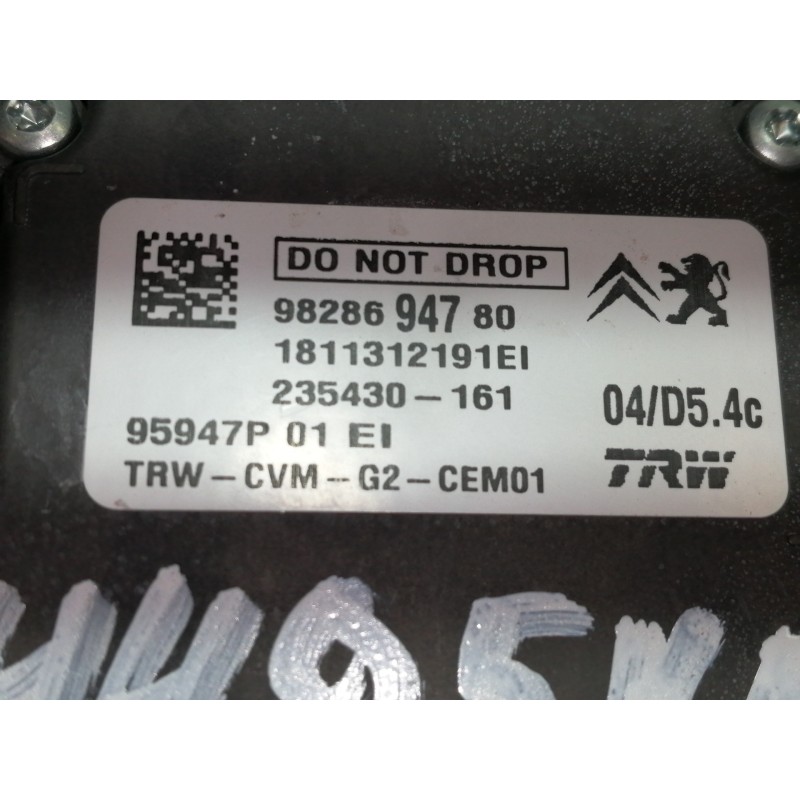 DO NOT DROP
98286 947 80
1811312191EI
235430-161
04/D5.4c
95947P 01 EI
TRW-CVM-G2-CEM01
TRW